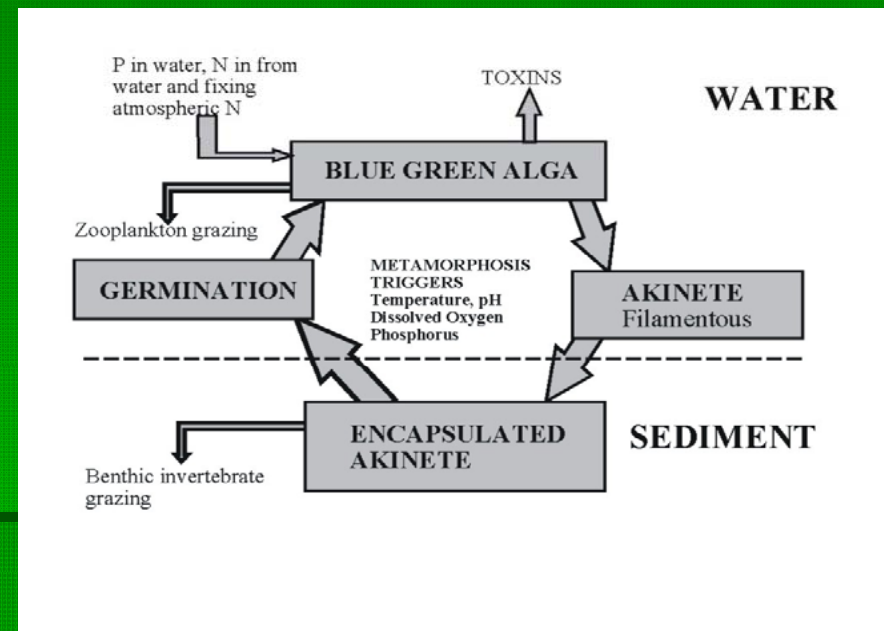 P in water, N in from
water and fixing
atmospheric N
TOXINS
WATER
BLUE GREEN ALGA
Zooplankton grazing
GERMINATION
METAMORPHOSIS
TRIGGERS
Temperature, pH
Dissolved Oxygen
Phosphorus
AKINETE
Filamentous
ENCAPSULATED
AKINETE
SEDIMENT
Benthic invertebrate
grazing